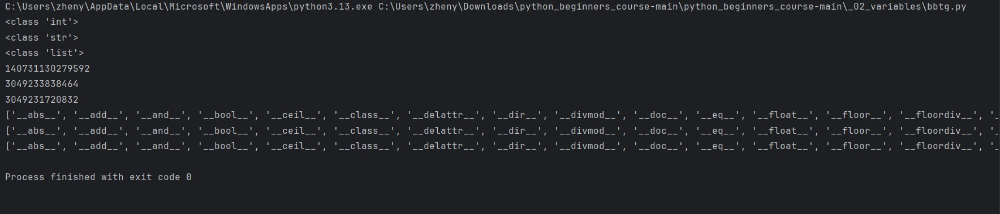 C:\Users\zheny\AppData\Local\Microsoft\WindowsApps\python3.13.exe C:\Users\zheny\Downloads\python_beginners_course-main\python_beginners_course-main\_02_variables\bbtg.py
<class 'int'>
<class 'str'>
<class 'list'>
140731130279592
3049233838464
3049231720832
['__abs__', '__add__', '__and__', '__bool__', '__ceil__', '__class__', '__delattr__', '__dir__', '__divmod__', '__doc__', '__eq__', '__float__', '__floor__', '__floordiv__', '_
['__abs__', '__add__', '__and__', '__bool__', '__ceil__', '__class__', '__delattr__', '__dir__', '__divmod__', '__doc__', '__eq__', '__float__', '__floor__', '__floordiv__', '_
['__abs__', '__add__', '__and__', '__bool__', '__ceil__', '__class__', '__delattr__', '__dir__', '__divmod__', '__doc__', '__eq__', '__float__', '__floor__', '__floordiv__', '_
Process finished with exit code 0